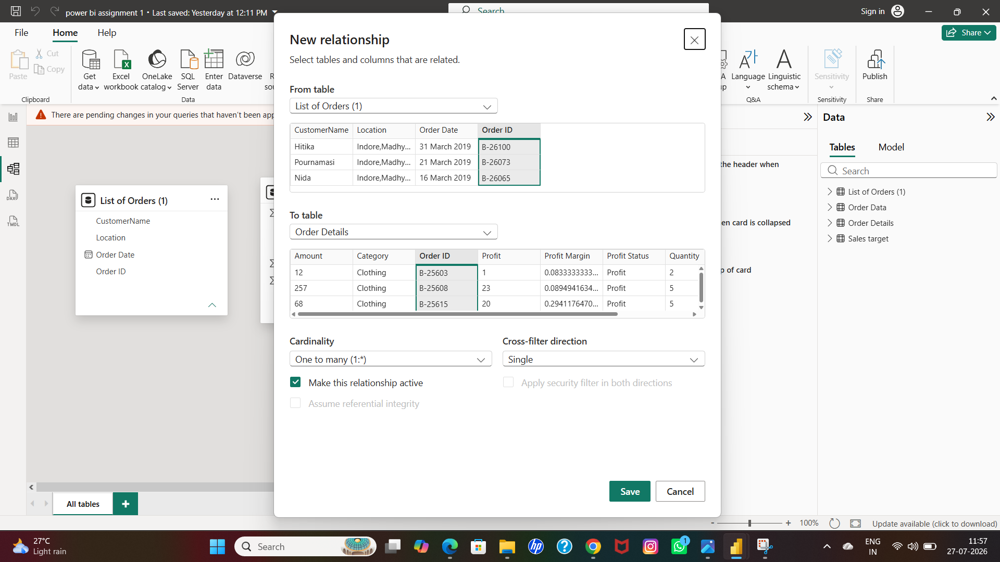 power bi assignment 1 • Last saved: Yesterday at 12:11 PM
Search
Sign in
File
Home
Help
Share
Paste
Cut
Copy
Clipboard
Get data
Excel workbook
OneLake catalog
SQL Server
Enter data
Dataverse
Data
Language
Linguistic schema
Q&A
Sensitivity
Sensitivity
Publish
Share
There are pending changes in your queries that haven't been app
DAX
TMDL
List of Orders (1)
CustomerName
Location
Order Date
Order ID
New relationship
Select tables and columns that are related.
From table
List of Orders (1)
CustomerName Location Order Date Order ID
Hitika Indore,Madhy... 31 March 2019 B-26100
Pournamasi Indore,Madhy... 21 March 2019 B-26073
Nida Indore,Madhy... 16 March 2019 B-26065
To table
Order Details
Amount Category Order ID Profit Profit Margin Profit Status Quantity
12 Clothing B-25603 1 0.0833333333... Profit 2
257 Clothing B-25608 23 0.0894941634... Profit 5
68 Clothing B-25615 20 0.2941176470... Profit 5
Cardinality
One to many (1:*)
Cross-filter direction
Single
Make this relationship active
Apply security filter in both directions
Assume referential integrity
Save
Cancel
the header when
en card is collapsed
p of card
Data
Tables
Model
Search
List of Orders (1)
Order Data
Order Details
Sales target
All tables
100%
Update available (click to download)
27°C
Light rain
Search
ENG
IN
11:57
27-07-2026